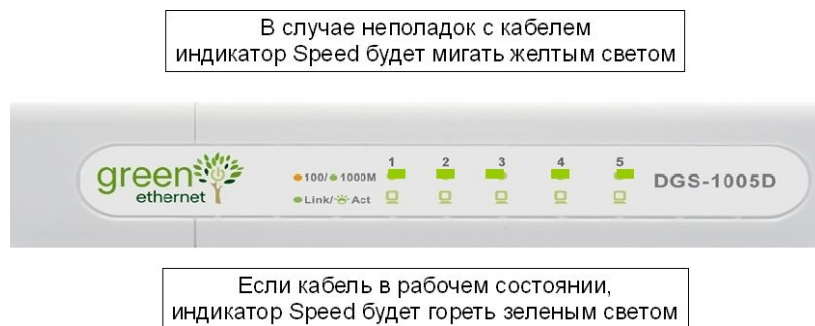 В случае неполадок с кабелем
индикатор Speed будет мигать желтым светом
green
ethernet
100/ 1000M
Link/ Act
1 2 3 4 5
DGS-1005D
Если кабель в рабочем состоянии,
индикатор Speed будет гореть зеленым светом